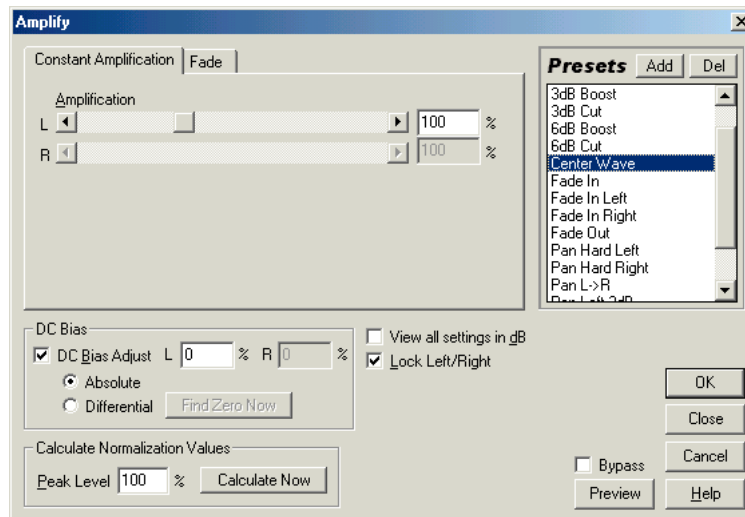 Amplify
Constant Amplification Fade
Amplification
L 100 %
R 100 %
Presets Add Del
3dB Boost
3dB Cut
6dB Boost
6dB Cut
Center Wave
Fade In
Fade In Left
Fade In Right
Fade Out
Pan Hard Left
Pan Hard Right
Pan L->R
Pan Left 3dB
DC Bias
DC Bias Adjust L 0 % R 0 %
Absolute
Differential Find Zero Now
View all settings in dB
Lock Left/Right
Calculate Normalization Values
Peak Level 100 % Calculate Now
OK
Close
Cancel
Bypass
Preview Help